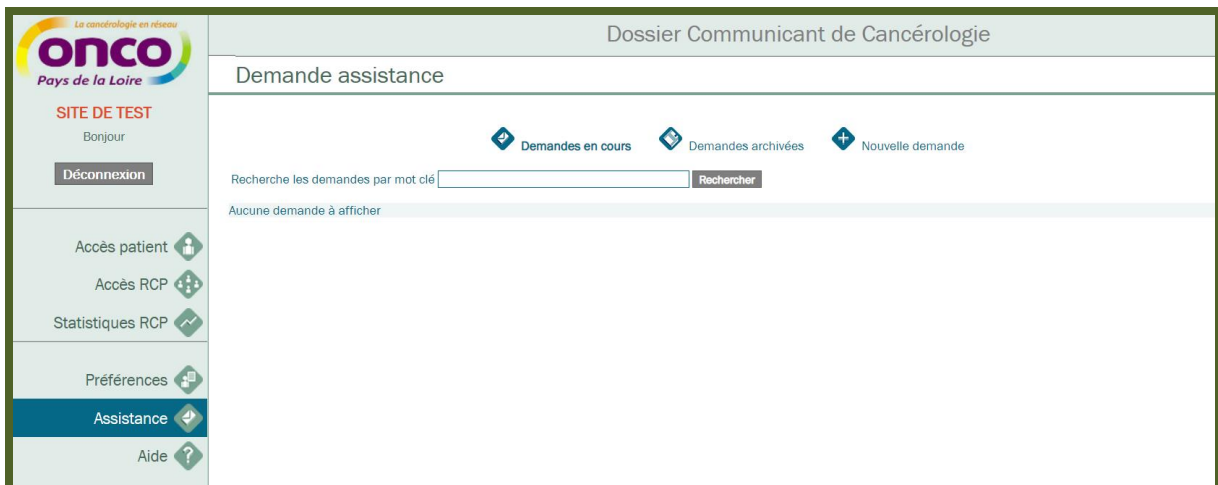 La cancérologie en réseau
onco
Pays de la Loire
SITE DE TEST
Bonjour
Déconnexion
Accès patient
Accès RCP
Statistiques RCP
Préférences
Assistance
Aide
Dossier Communicant de Cancérologie
Demande assistance
Demandes en cours Demandes archivées Nouvelle demande
Recherche les demandes par mot clé Rechercher
Aucune demande à afficher